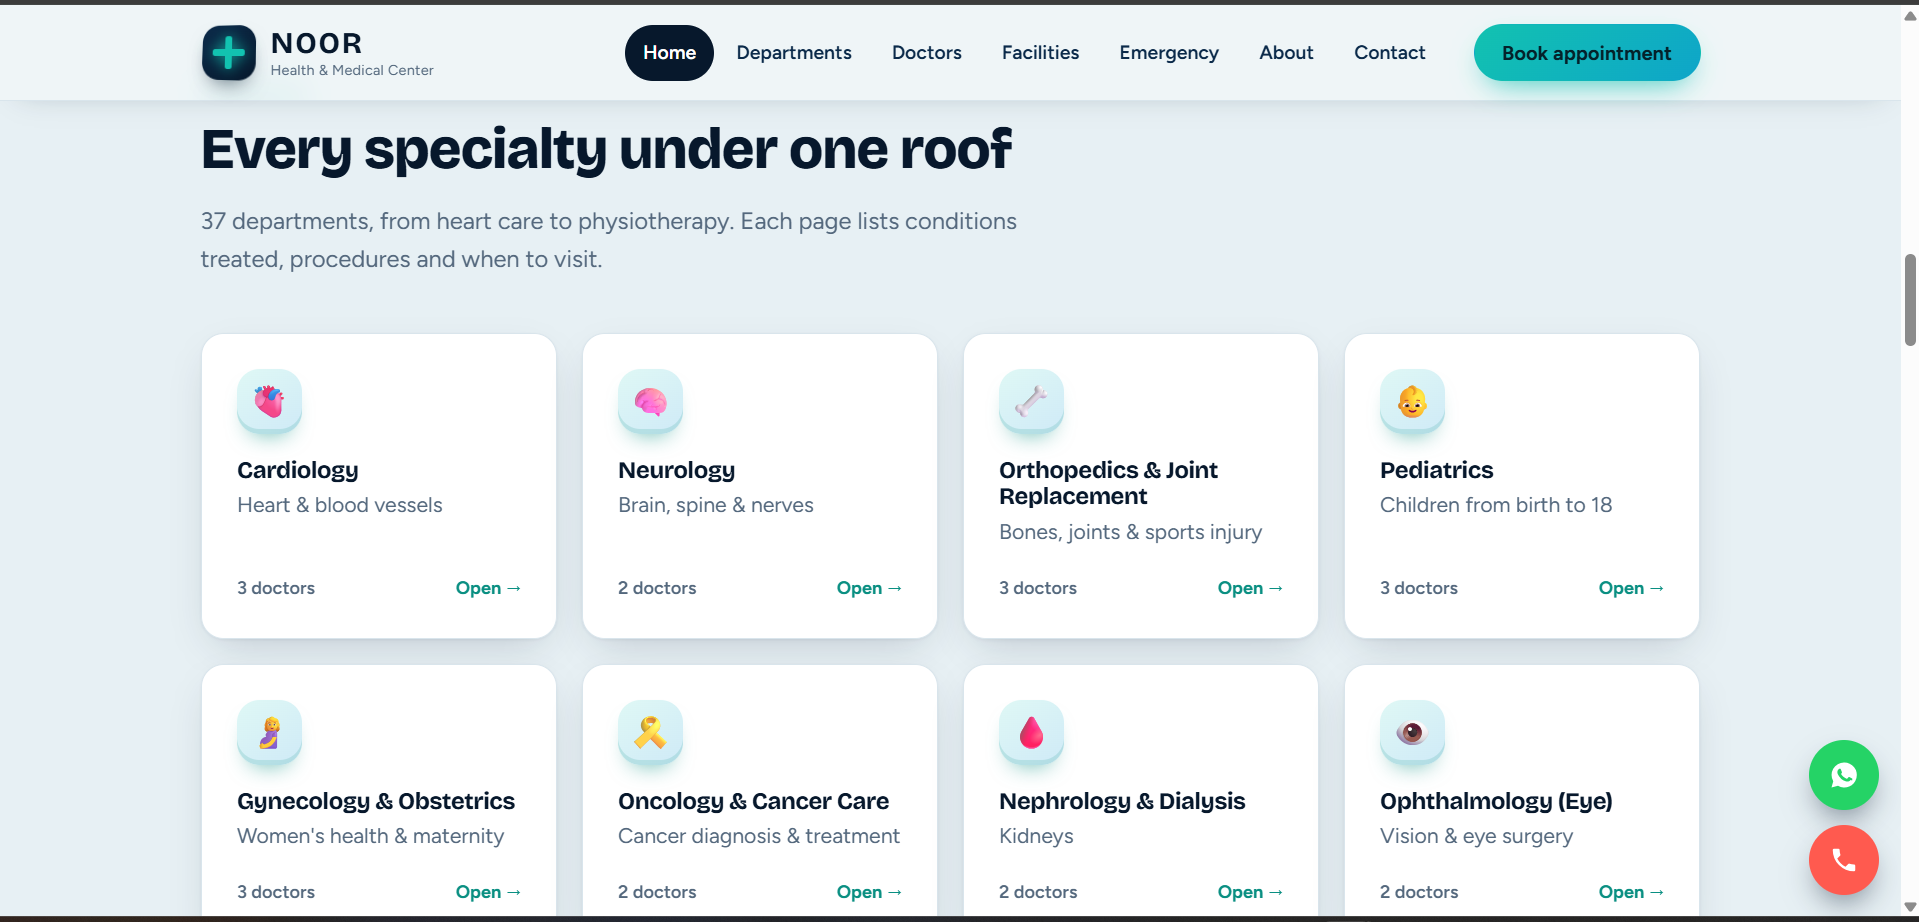 NOOR
Health & Medical Center
Home
Departments
Doctors
Facilities
Emergency
About
Contact
Book appointment
Every specialty under one roof
37 departments, from heart care to physiotherapy. Each page lists conditions
treated, procedures and when to visit.
Cardiology
Heart & blood vessels
3 doctors
Open →
Neurology
Brain, spine & nerves
2 doctors
Open →
Orthopedics & Joint
Replacement
Bones, joints & sports injury
3 doctors
Open →
Pediatrics
Children from birth to 18
3 doctors
Open →
Gynecology & Obstetrics
Women's health & maternity
3 doctors
Open →
Oncology & Cancer Care
Cancer diagnosis & treatment
2 doctors
Open →
Nephrology & Dialysis
Kidneys
2 doctors
Open →
Ophthalmology (Eye)
Vision & eye surgery
2 doctors
Open →